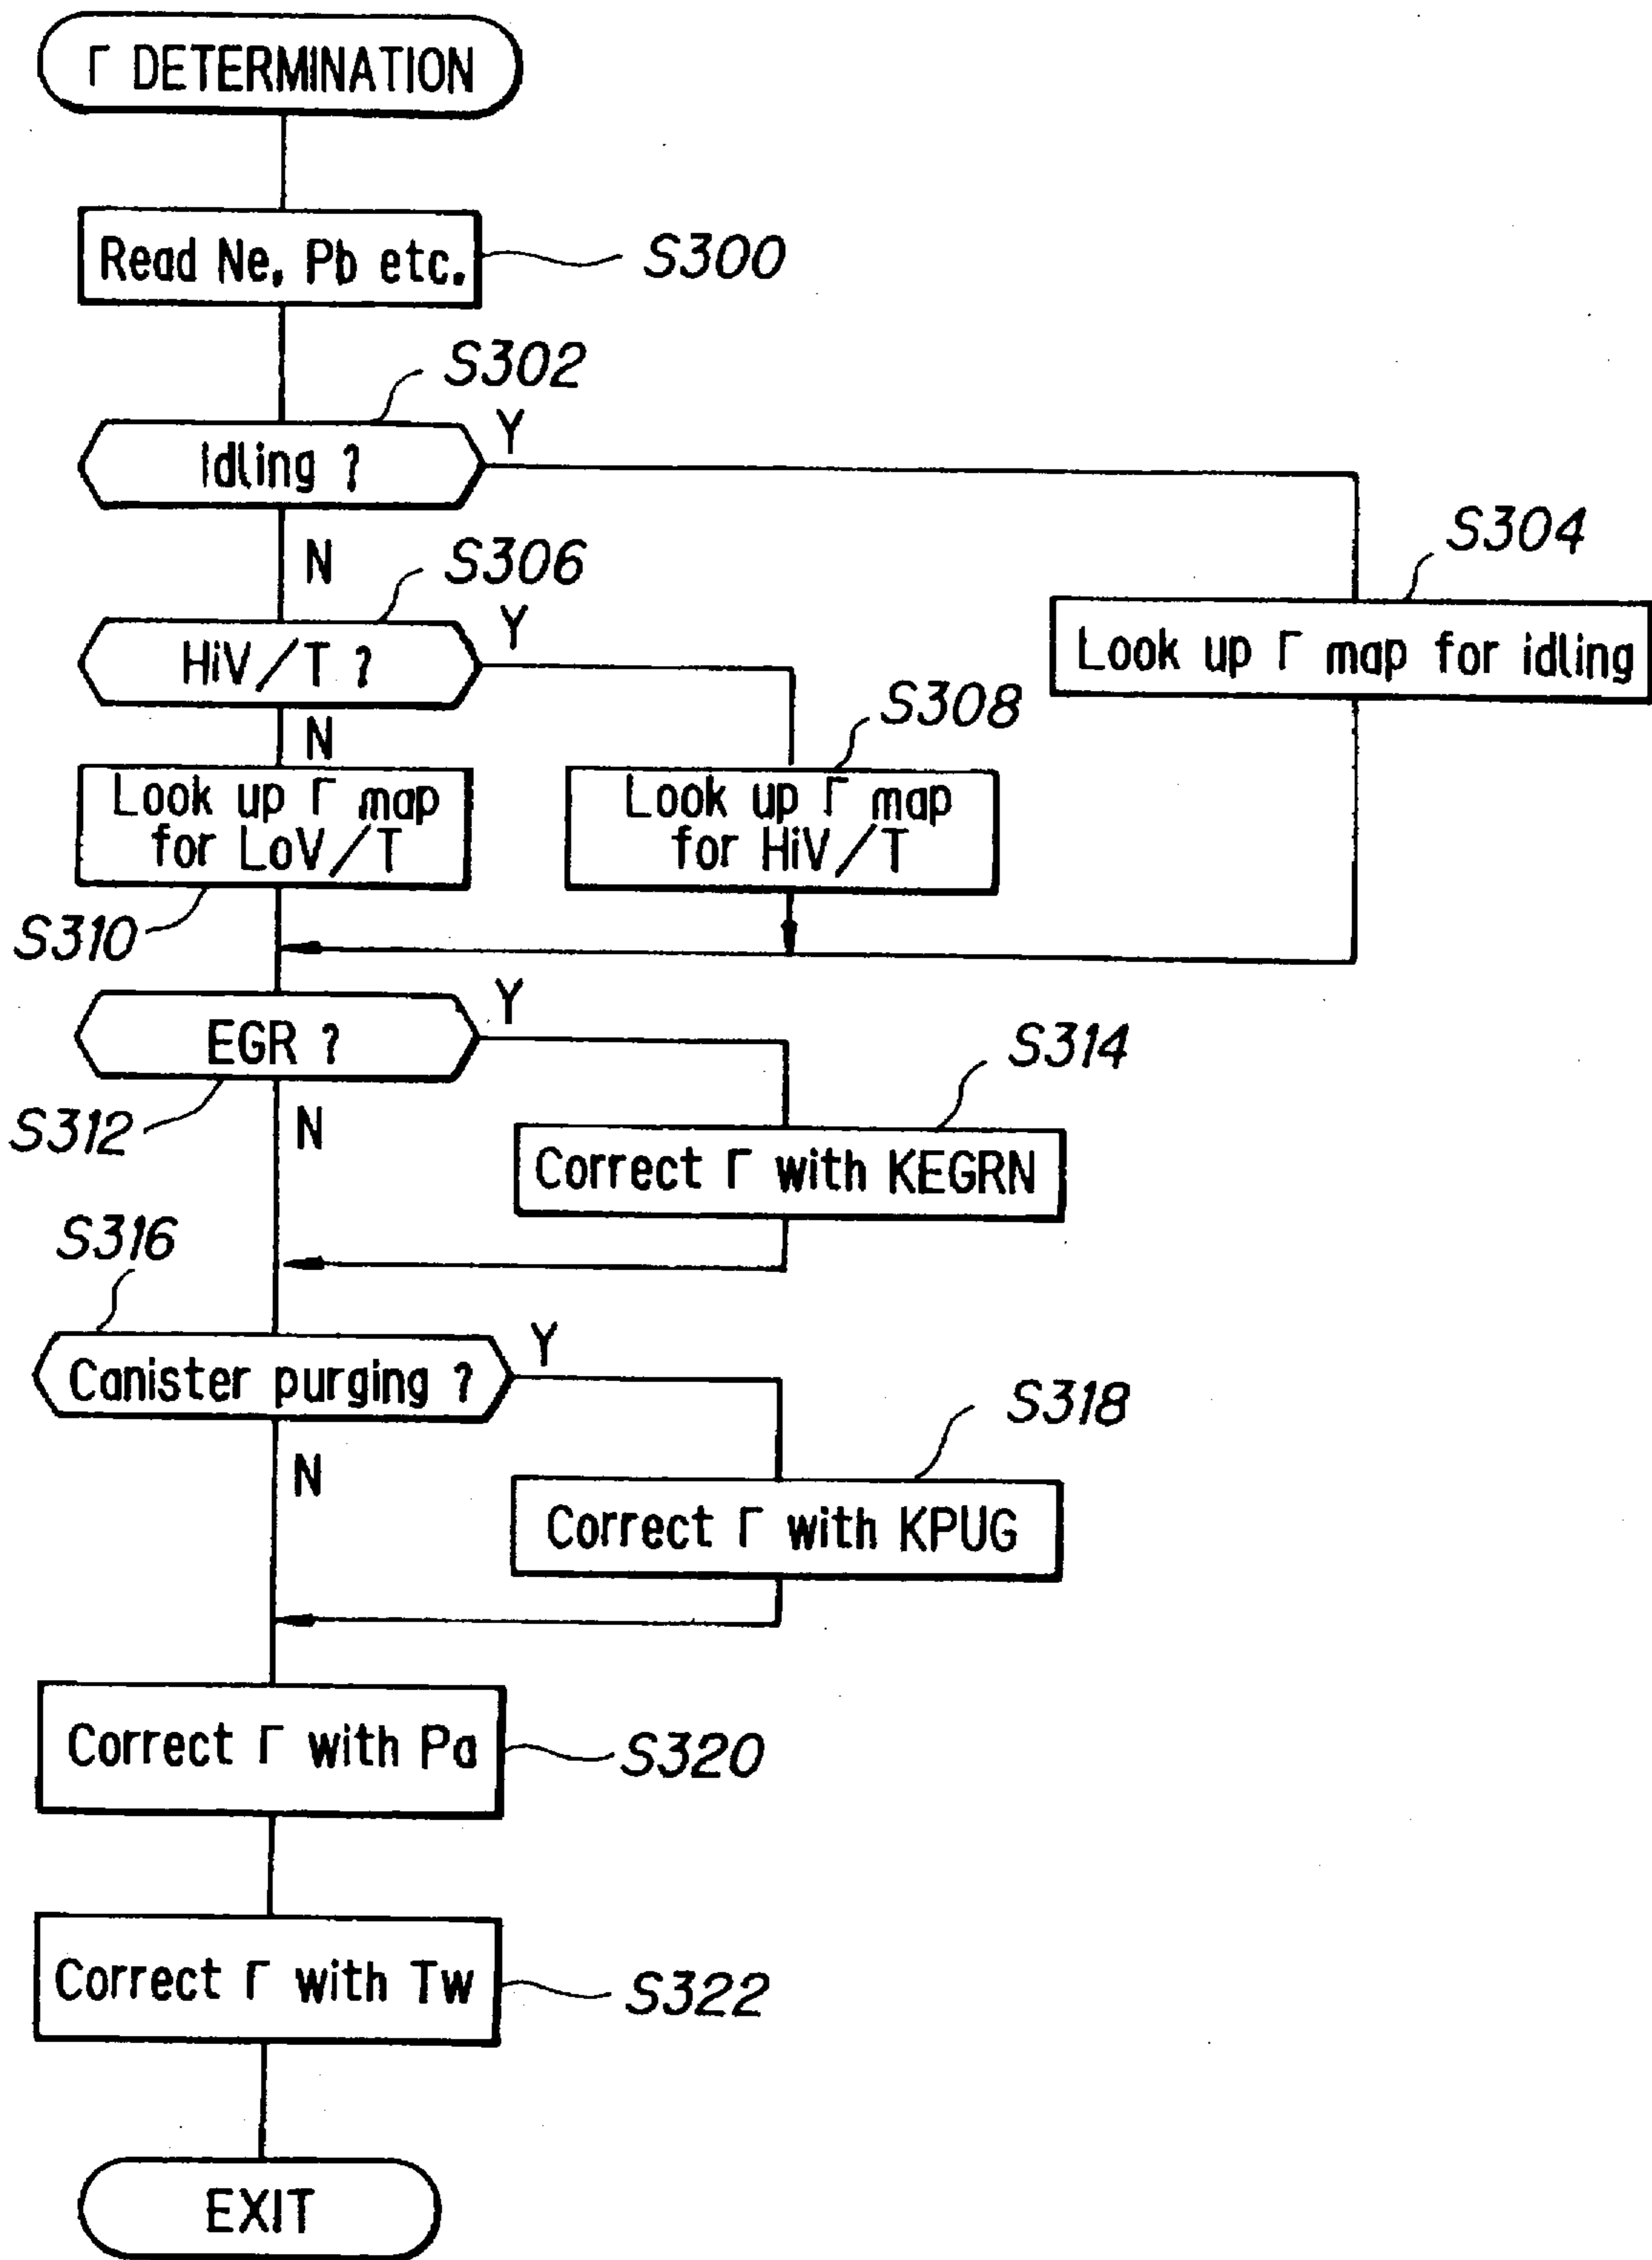 Γ DETERMINATION
Read Ne, Pb etc.
S300
S302
Idling ?
Y
N
S304
Look up Γ map for idling
S306
HiV/T ?
Y
N
S308
Look up Γ map
for HiV/T
Look up Γ map
for LoV/T
S310
EGR ?
Y
S312
N
S314
Correct Γ with KEGRN
S316
Canister purging ?
Y
N
S318
Correct Γ with KPUG
Correct Γ with Pa
S320
Correct Γ with Tw
S322
EXIT